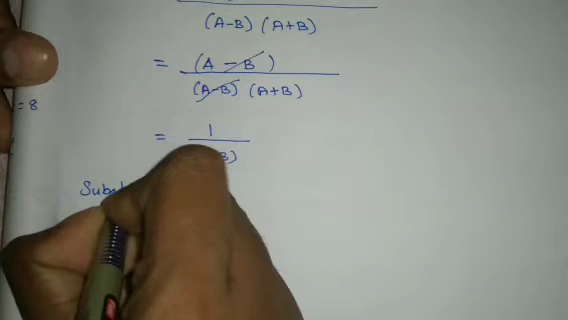 (A-B) (A+B)
= (A - B)
(A-B) (A+B)
= 8
= 1
B)